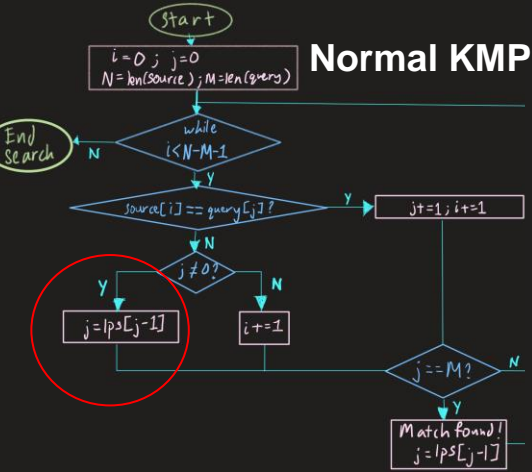 Start
Normal KMP
i=0 ; j=0
N=len(source) ; M=len(query)
End
search
N
while
i<N-M-1
Y
source[i] == query[j] ?
Y
j+=1 ; i+=1
N
j≠0?
Y
N
j=lps[j-1]
i+=1
j==M?
N
Y
Match found!
j=lps[j-1]